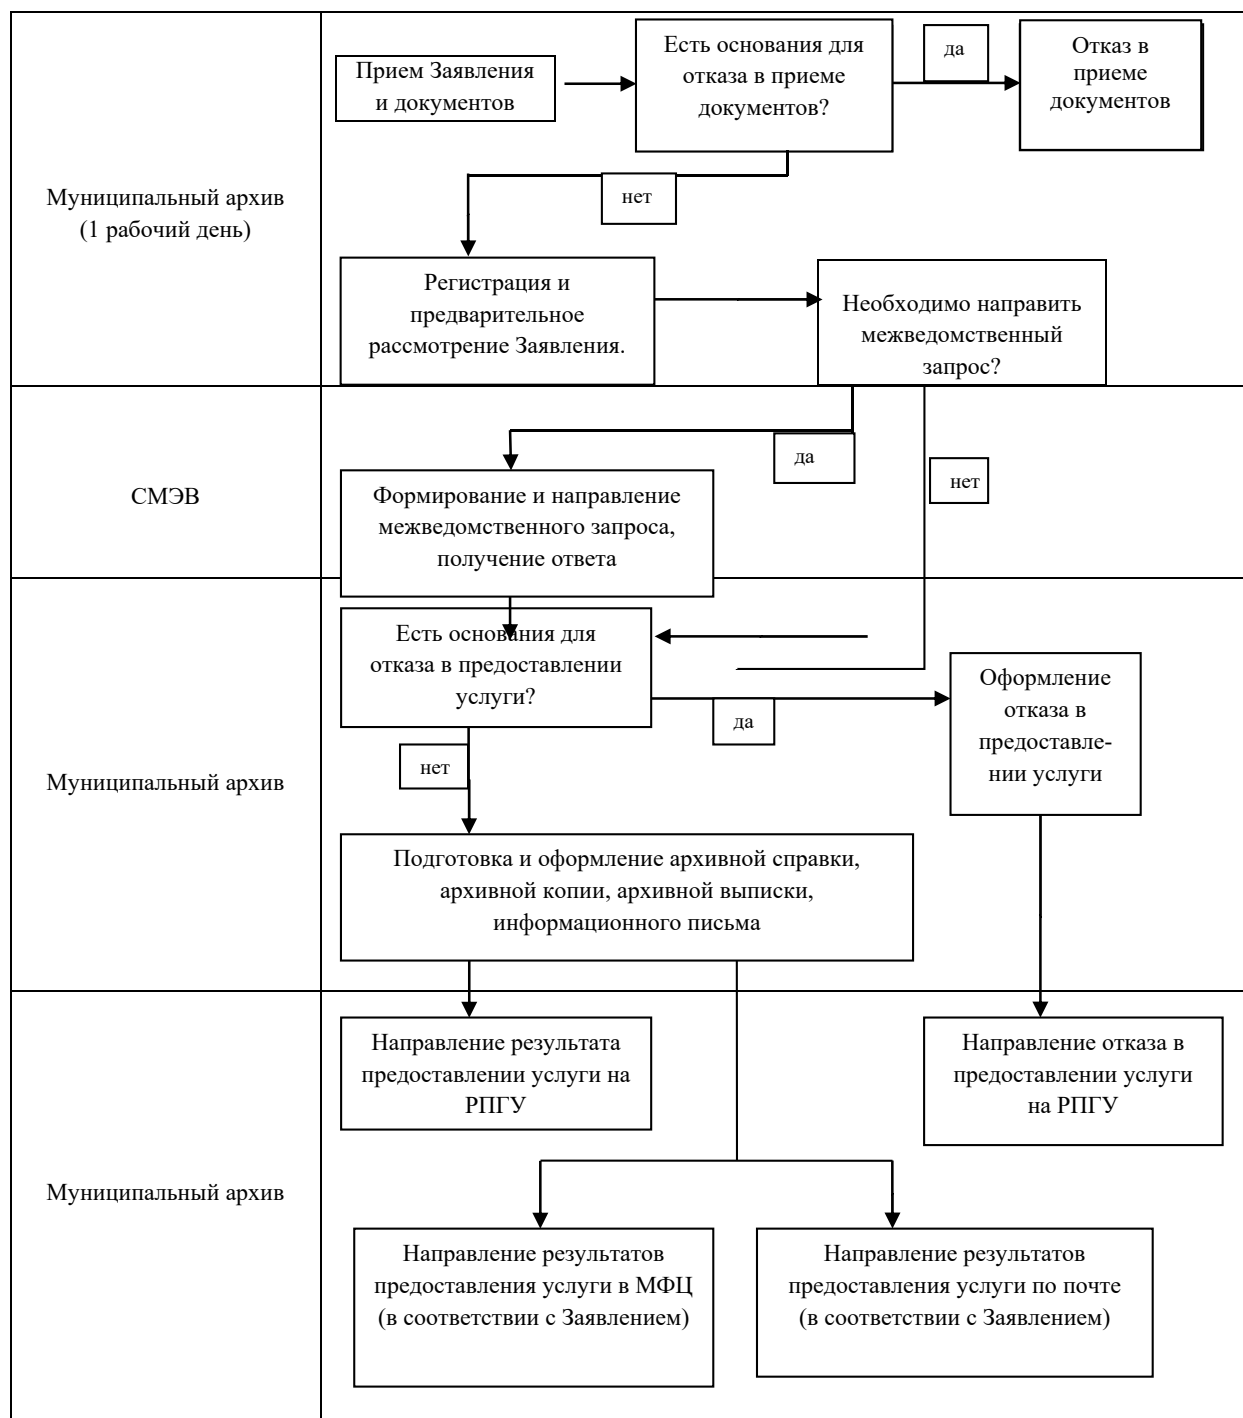 Муниципальный архив
(1 рабочий день)
Прием Заявления
и документов
Есть основания для
отказа в приеме
документов?
да
Отказ в
приеме
документов
нет
Регистрация и
предварительное
рассмотрение Заявления.
Необходимо направить
межведомственный
запрос?
СМЭВ
да
нет
Формирование и направление
межведомственного запроса,
получение ответа
Муниципальный архив
Есть основания для
отказа в предоставлении
услуги?
да
Оформление
отказа в
предоставле-
нии услуги
нет
Подготовка и оформление архивной справки,
архивной копии, архивной выписки,
информационного письма
Муниципальный архив
Направление результата
предоставлении услуги на
РПГУ
Направление отказа в
предоставлении услуги
на РПГУ
Направление результатов
предоставления услуги в МФЦ
(в соответствии с Заявлением)
Направление результатов
предоставления услуги по почте
(в соответствии с Заявлением)